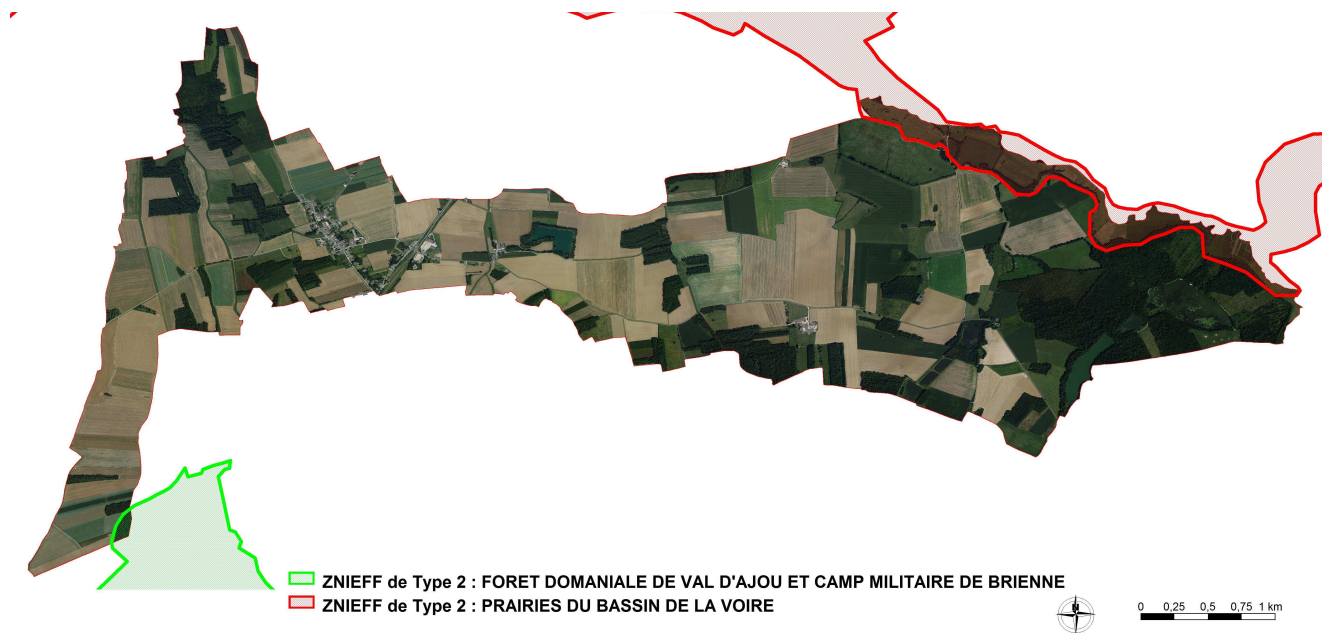 ZNIEFF de Type 2 : FORET DOMANIALE DE VAL D'AJOU ET CAMP MILITAIRE DE BRIENNE
ZNIEFF de Type 2 : PRAIRIES DU BASSIN DE LA VOIRE
N
0 0,25 0,5 0,75 1 km